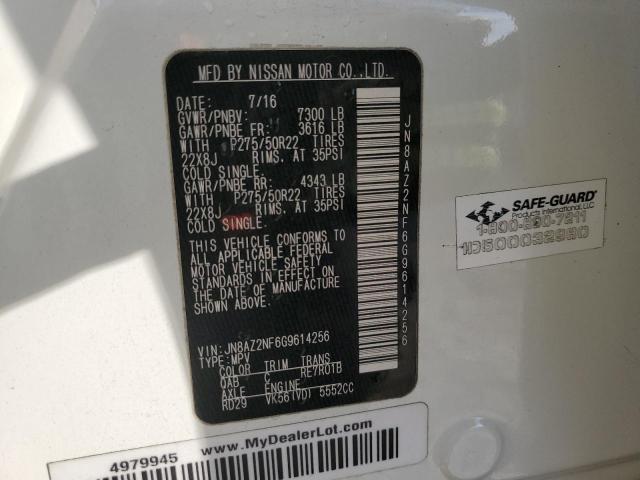 MFD BY NISSAN MOTOR CO.,LTD.
DATE: 7/16
GVWR/PNBV: 7300 LB
GAWR/PNBE FR: 3616 LB
WITH P275/50R22 TIRES
22X8J RIMS. AT 35PSI
COLD SINGLE.
GAWR/PNBE RR: 4343 LB
WITH P275/50R22 TIRES
22X8J RIMS. AT 35PSI
COLD SINGLE.
THIS VEHICLE CONFORMS TO
ALL APPLICABLE FEDERAL
MOTOR VEHICLE SAFETY
STANDARDS IN EFFECT ON
THE DATE OF MANUFACTURE
SHOWN ABOVE.
VIN: JN8AZ2NF6G9614256
TYPE: MPV
COLOR TRIM TRANS
QAB C RE7R01B
AXLE ENGINE
RD29 VK56(VD) 5552CC
JN8AZ2NF6G9614256
SAFE-GUARD
Products International, LLC
1-800-890-7211
4979945 www.MyDealerLot.com